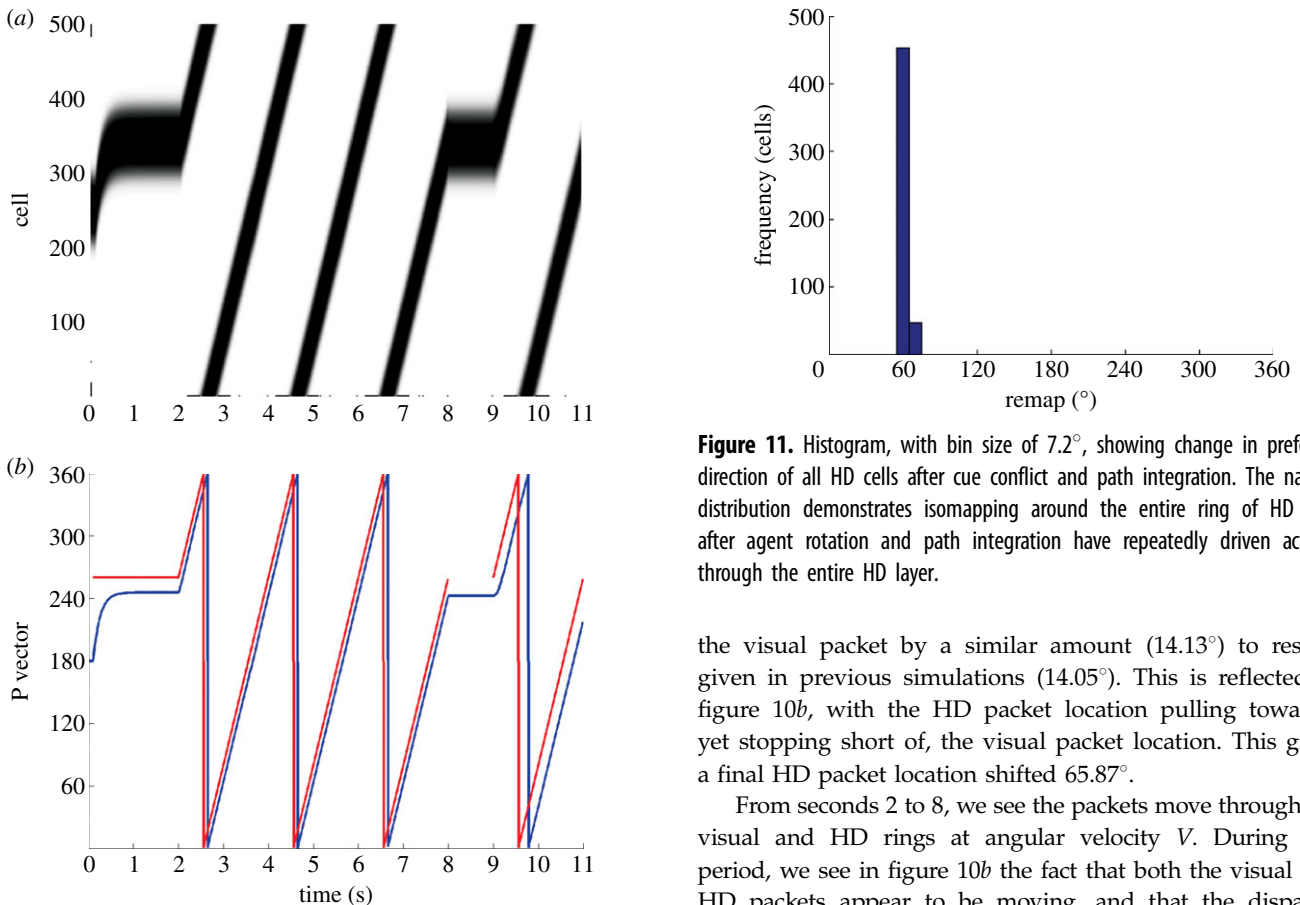 (a)
500
400
300
200
100
cell
0 1 2 3 4 5 6 7 8 9 10 11
(b)
360
300
240
180
120
60
P vector
0 1 2 3 4 5 6 7 8 9 10 11
time (s)
500
400
300
200
100
frequency (cells)
0 60 120 180 240 300 360
remap (°)
Figure 11. Histogram, with bin size of 7.2°, showing change in
direction of all HD cells after cue conflict and path integration. The
distribution demonstrates isomapping around the entire ring of HD
after agent rotation and path integration have repeatedly driven
through the entire HD layer.
the visual packet by a similar amount (14.13°) to
given in previous simulations (14.05°). This is reflected
figure 10b, with the HD packet location pulling
yet stopping short of, the visual packet location. This
a final HD packet location shifted 65.87°.
From seconds 2 to 8, we see the packets move through
visual and HD rings at angular velocity V. During
period, we see in figure 10b the fact that both the visual
HD packets appear to be moving, and that the